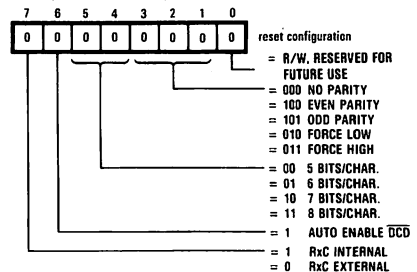 7 6 5 4 3 2 1 0
0 0 0 0 0 0 0 0 reset configuration
= R/W, RESERVED FOR
FUTURE USE
= 000 NO PARITY
= 100 EVEN PARITY
= 101 ODD PARITY
= 010 FORCE LOW
= 011 FORCE HIGH
= 00 5 BITS/CHAR.
= 01 6 BITS/CHAR.
= 10 7 BITS/CHAR.
= 11 8 BITS/CHAR.
= 1 AUTO ENABLE D̅C̅D̅
= 1 RxC INTERNAL
= 0 RxC EXTERNAL